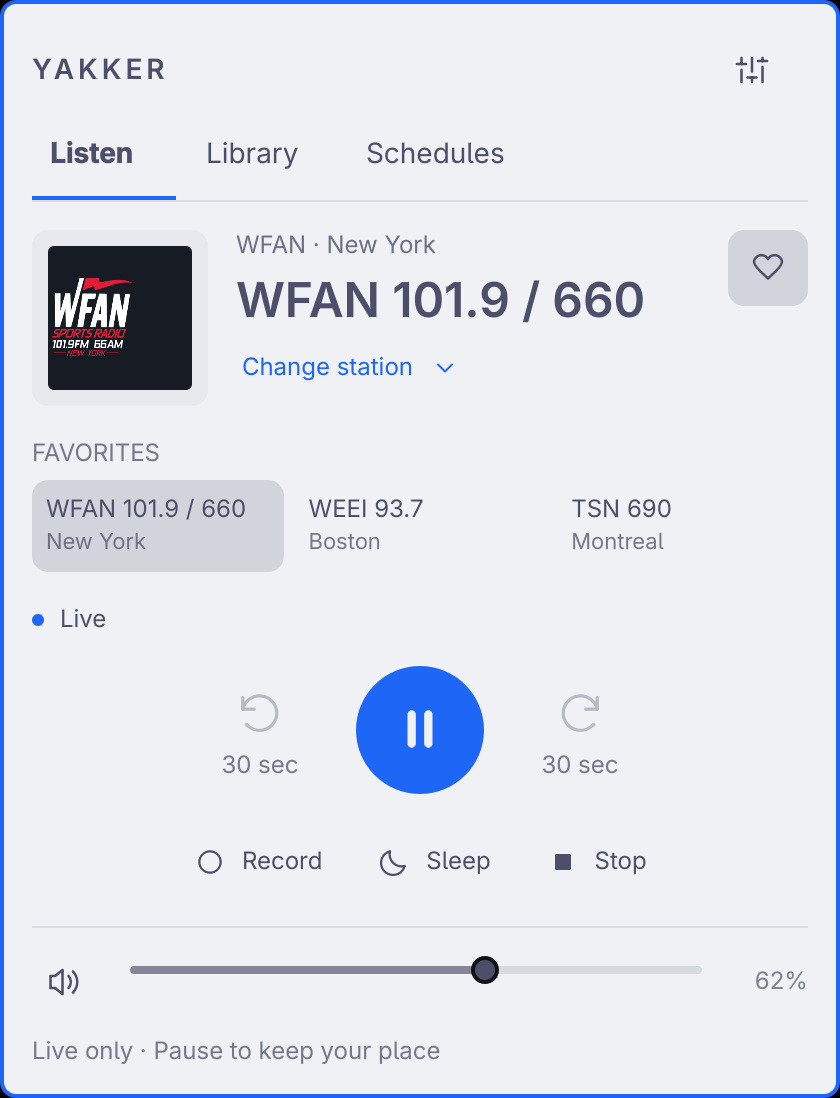 YAKKER
Listen
Library
Schedules
WFAN
SPORTS RADIO
101.9FM 66AM
NEW YORK
WFAN · New York
WFAN 101.9 / 660
Change station
FAVORITES
WFAN 101.9 / 660
New York
WEEI 93.7
Boston
TSN 690
Montreal
Live
30 sec
30 sec
Record
Sleep
Stop
62%
Live only · Pause to keep your place